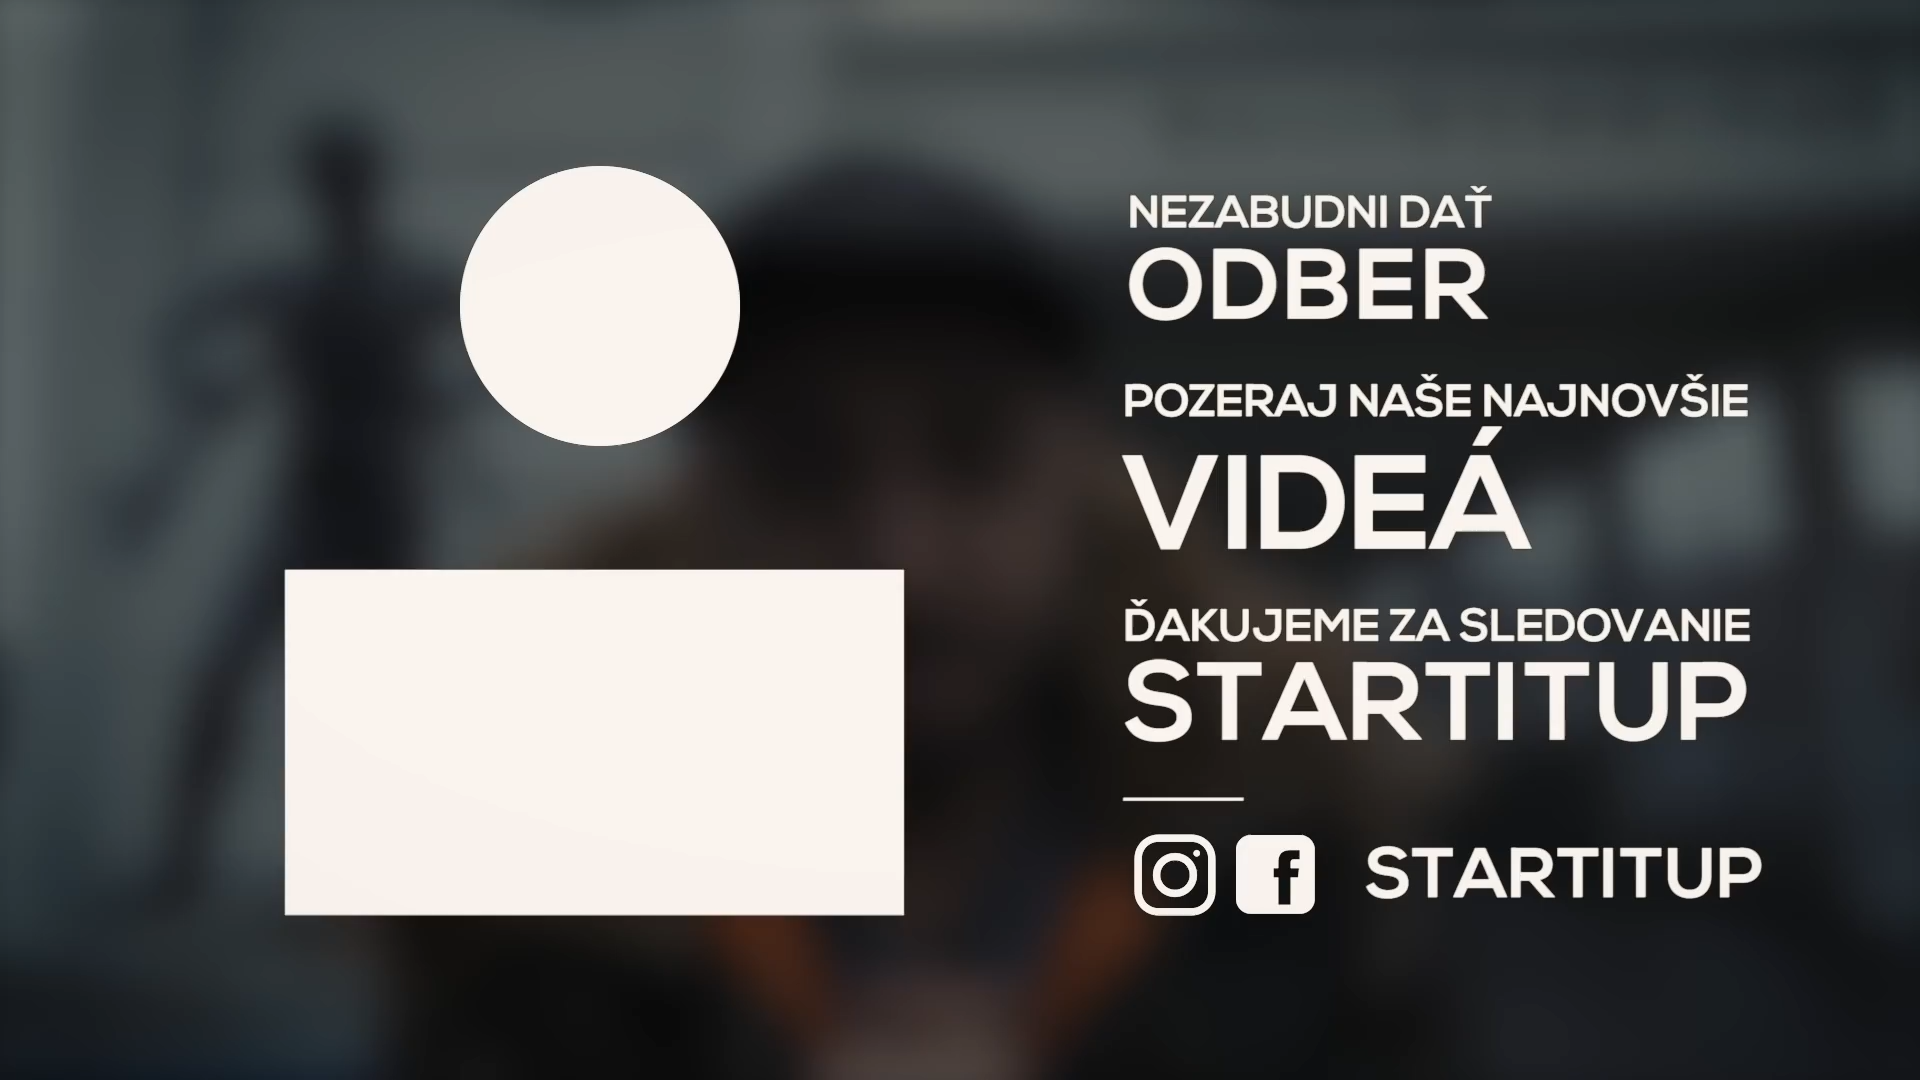 NEZABUDNI DAŤ
ODBER
POZERAJ NAŠE NAJNOVŠIE
VIDEÁ
ĎAKUJEME ZA SLEDOVANIE
STARTITUP
STARTITUP